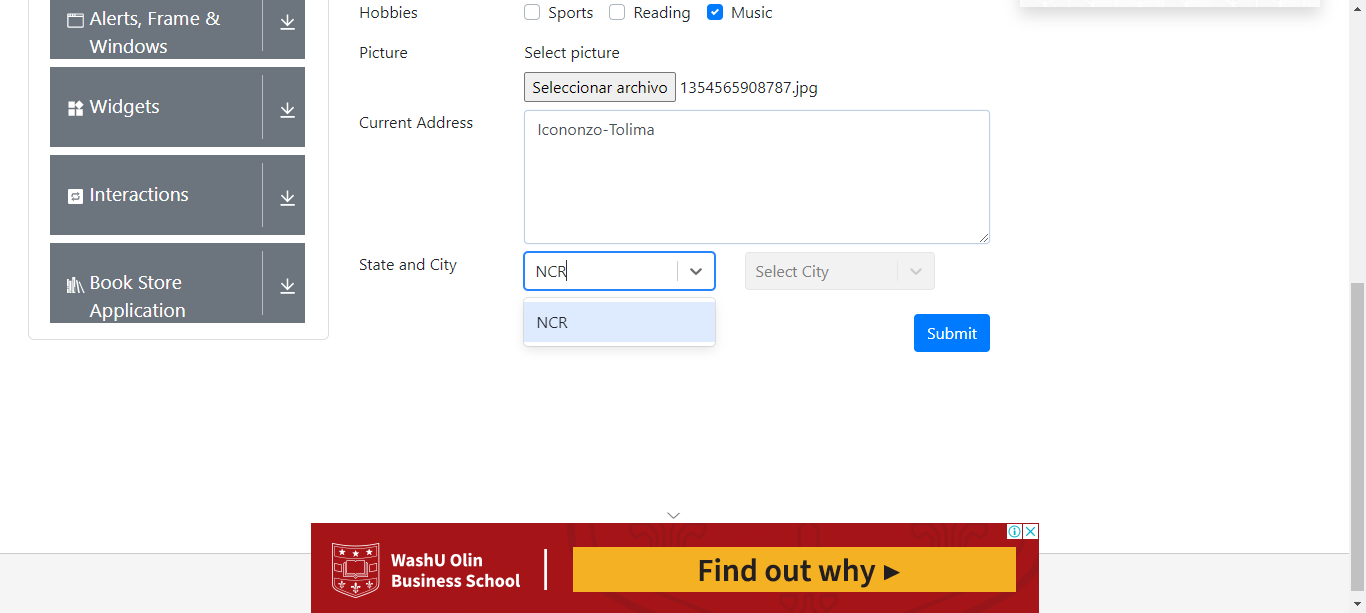 Alerts, Frame &
Windows
Widgets
Interactions
Book Store
Application
Hobbies
Sports
Reading
Music
Picture
Select picture
Seleccionar archivo 1354565908787.jpg
Current Address
Icononzo-Tolima
State and City
NCR
Select City
NCR
Submit
WashU Olin
Business School
Find out why ►